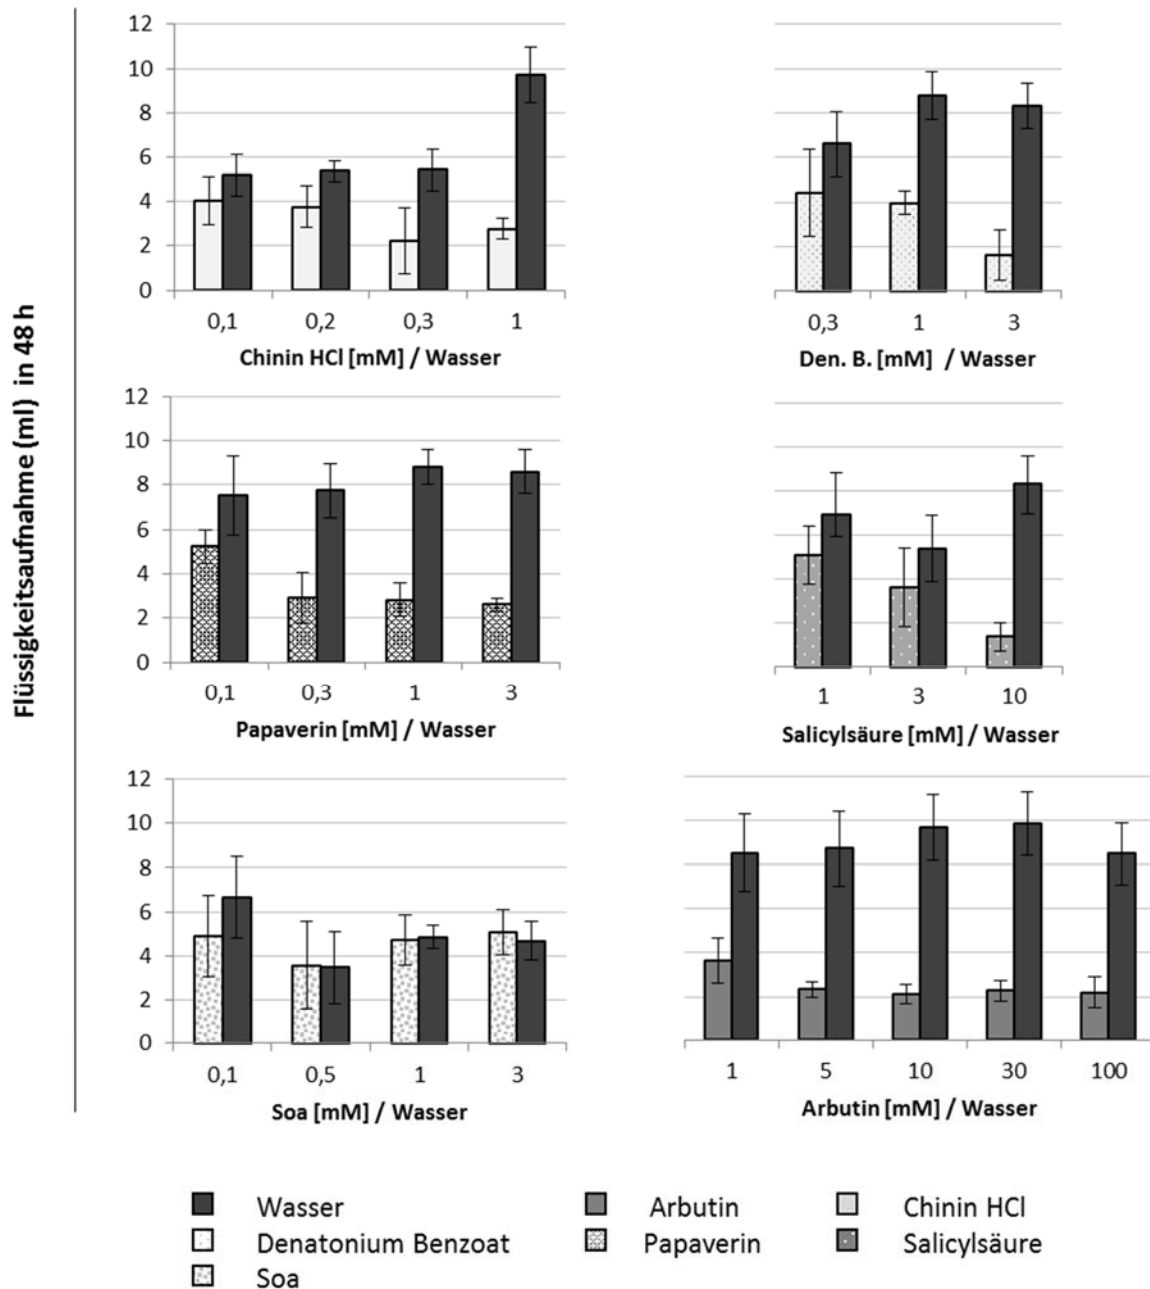 Flüssigkeitsaufnahme (ml) in 48 h
12
10
8
6
4
2
0
0,1 0,2 0,3 1
Chinin HCl [mM] / Wasser
0,3 1 3
Den. B. [mM] / Wasser
12
10
8
6
4
2
0
0,1 0,3 1 3
Papaverin [mM] / Wasser
1 3 10
Salicylsäure [mM] / Wasser
12
10
8
6
4
2
0
0,1 0,5 1 3
Soa [mM] / Wasser
1 5 10 30 100
Arbutin [mM] / Wasser
Wasser Arbutin Chinin HCl
Denatonium Benzoat Papaverin Salicylsäure
Soa